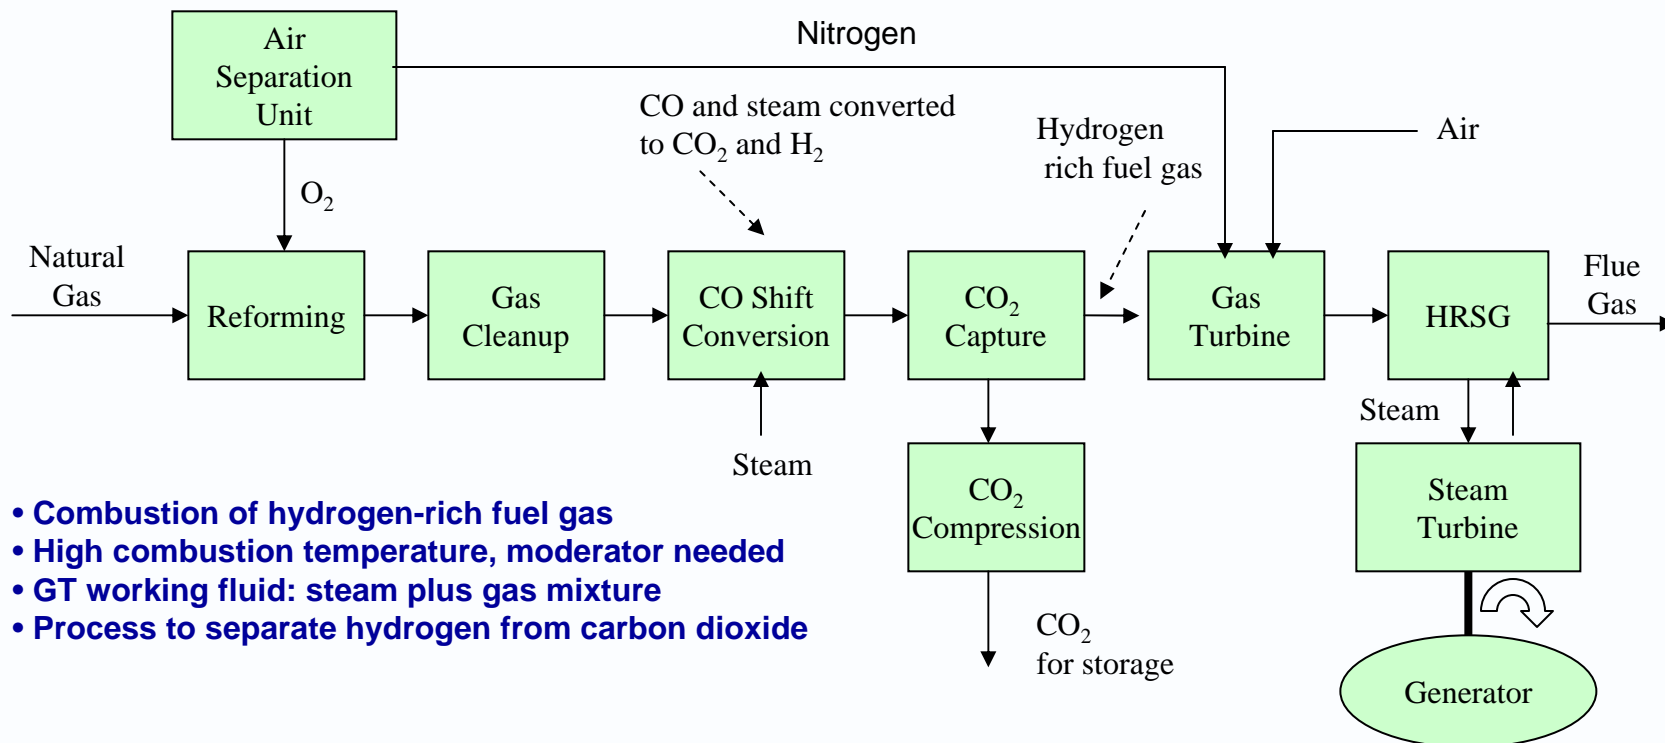 Air
Separation
Unit
Nitrogen
CO and steam converted
to CO₂ and H₂
Hydrogen
rich fuel gas
Air
O₂
Natural
Gas
Reforming
Gas
Cleanup
CO Shift
Conversion
CO₂
Capture
Gas
Turbine
HRSG
Flue
Gas
Steam
Steam
CO₂
Compression
Steam
Turbine
• Combustion of hydrogen-rich fuel gas
• High combustion temperature, moderator needed
• GT working fluid: steam plus gas mixture
• Process to separate hydrogen from carbon dioxide
CO₂
for storage
Generator